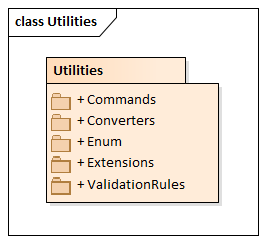 class Utilities
Utilities
+ Commands
+ Converters
+ Enum
+ Extensions
+ ValidationRules